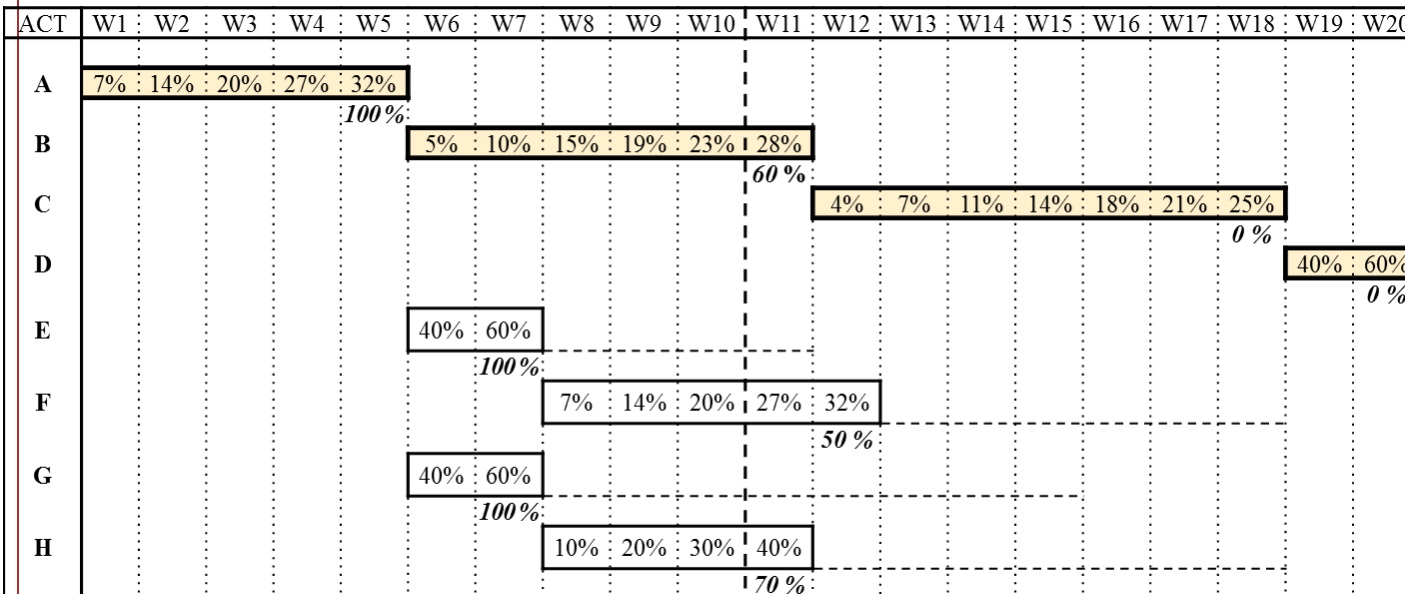 ACT W1 W2 W3 W4 W5 W6 W7 W8 W9 W10 W11 W12 W13 W14 W15 W16 W17 W18 W19 W20
A 7% 14% 20% 27% 32%
100%
B 5% 10% 15% 19% 23% 28%
60 %
C 4% 7% 11% 14% 18% 21% 25%
0 %
D 40% 60%
0 %
E 40% 60%
100%
F 7% 14% 20% 27% 32%
50 %
G 40% 60%
100%
H 10% 20% 30% 40%
70 %